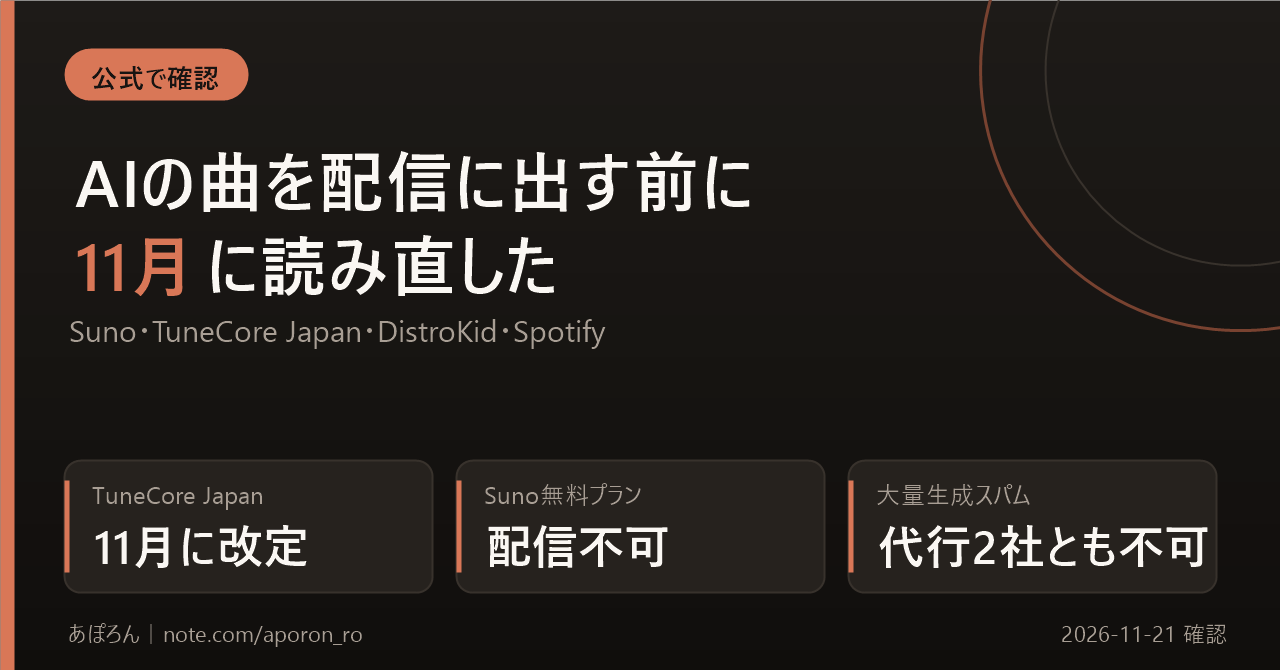 公式で確認
AIの曲を配信に出す前に
11月 に読み直した
Suno・TuneCore Japan・DistroKid・Spotify
TuneCore Japan
11月に改定
Suno無料プラン
配信不可
大量生成スパム
代行2社とも不可
あぽろん｜note.com/aporon_ro
2026-11-21 確認